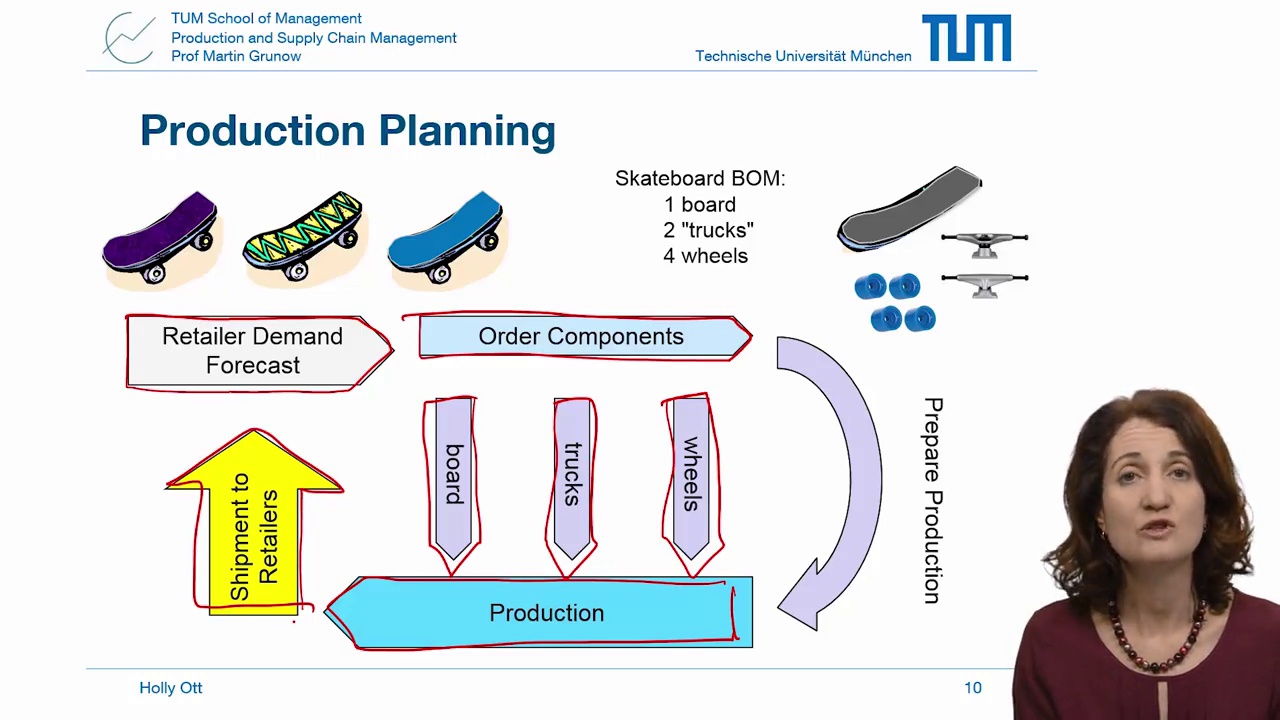 TUM School of Management
Production and Supply Chain Management
Prof Martin Grunow
Technische Universität München
TUM
Production Planning
Skateboard BOM:
1 board
2 "trucks"
4 wheels
Retailer Demand
Forecast
Order Components
board
trucks
wheels
Prepare Production
Shipment to
Retailers
Production
Holly Ott
10